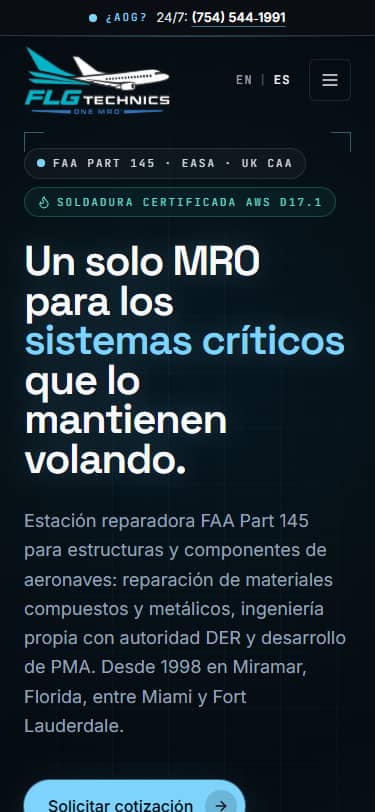 ¿AOG? 24/7: (754) 544-1991
FLG TECHNICS
ONE MRO
EN | ES
FAA PART 145 · EASA · UK CAA
SOLDADURA CERTIFICADA AWS D17.1
Un solo MRO
para los
sistemas críticos
que lo
mantienen
volando.
Estación reparadora FAA Part 145
para estructuras y componentes de
aeronaves: reparación de materiales
compuestos y metálicos, ingeniería
propia con autoridad DER y desarrollo
de PMA. Desde 1998 en Miramar,
Florida, entre Miami y Fort
Lauderdale.
Solicitar cotización